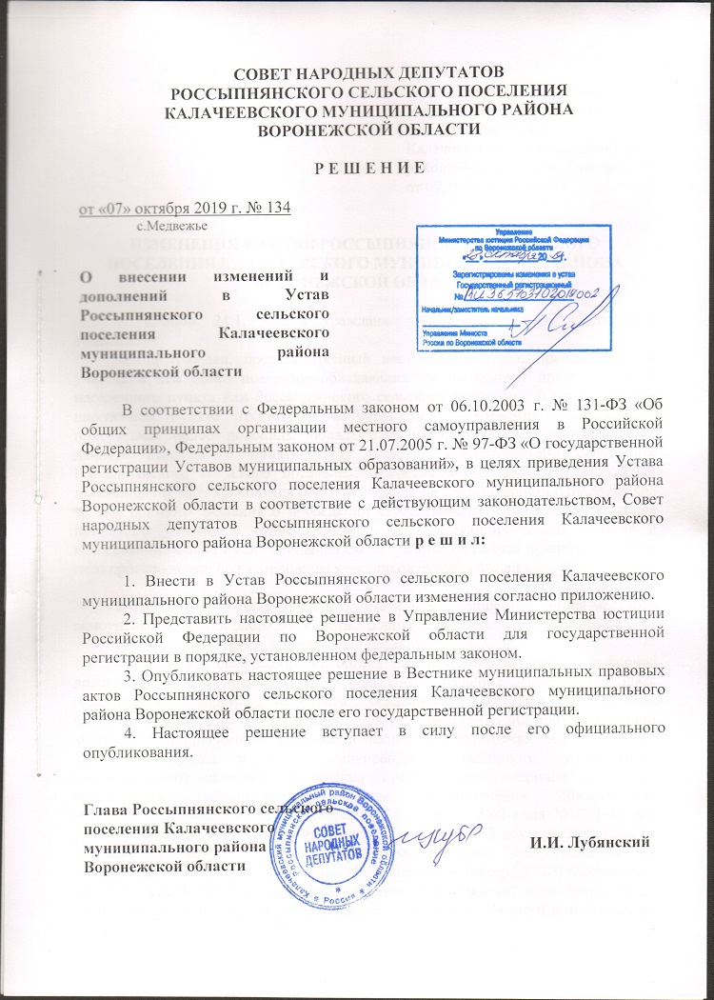 СОВЕТ НАРОДНЫХ ДЕПУТАТОВ
РОССЫПНЯНСКОГО СЕЛЬСКОГО ПОСЕЛЕНИЯ
КАЛАЧЕЕВСКОГО МУНИЦИПАЛЬНОГО РАЙОНА
ВОРОНЕЖСКОЙ ОБЛАСТИ
Р Е Ш Е Н И Е
от «07» октября 2019 г. № 134
с.Медвежье
Управление
Министерства юстиции Российской Федерации
по Воронежской области
октября 20 19г.
Зарегистрированы изменения в устав
Государственный регистрационный
№ RU365103102019002
Начальник/заместитель начальника
Управления Минюста
России по Воронежской области
О внесении изменений и
дополнений в Устав
Россыпнянского сельского
поселения Калачеевского
муниципального района
Воронежской области
В соответствии с Федеральным законом от 06.10.2003 г. № 131-ФЗ «Об
общих принципах организации местного самоуправления в Российской
Федерации», Федеральным законом от 21.07.2005 г. № 97-ФЗ «О государственной
регистрации Уставов муниципальных образований», в целях приведения Устава
Россыпнянского сельского поселения Калачеевского муниципального района
Воронежской области в соответствие с действующим законодательством, Совет
народных депутатов Россыпнянского сельского поселения Калачеевского
муниципального района Воронежской области р е ш и л:
1. Внести в Устав Россыпнянского сельского поселения Калачеевского
муниципального района Воронежской области изменения согласно приложению.
2. Представить настоящее решение в Управление Министерства юстиции
Российской Федерации по Воронежской области для государственной
регистрации в порядке, установленном федеральным законом.
3. Опубликовать настоящее решение в Вестнике муниципальных правовых
актов Россыпнянского сельского поселения Калачеевского муниципального
района Воронежской области после его государственной регистрации.
4. Настоящее решение вступает в силу после его официального
опубликования.
Глава Россыпнянского сельского
поселения Калачеевского
муниципального района
Воронежской области
И.И. Лубянский
Калачеевский муниципальный район Воронежской области
Россыпнянское сельское поселение
СОВЕТ
НАРОДНЫХ
ДЕПУТАТОВ
Россия